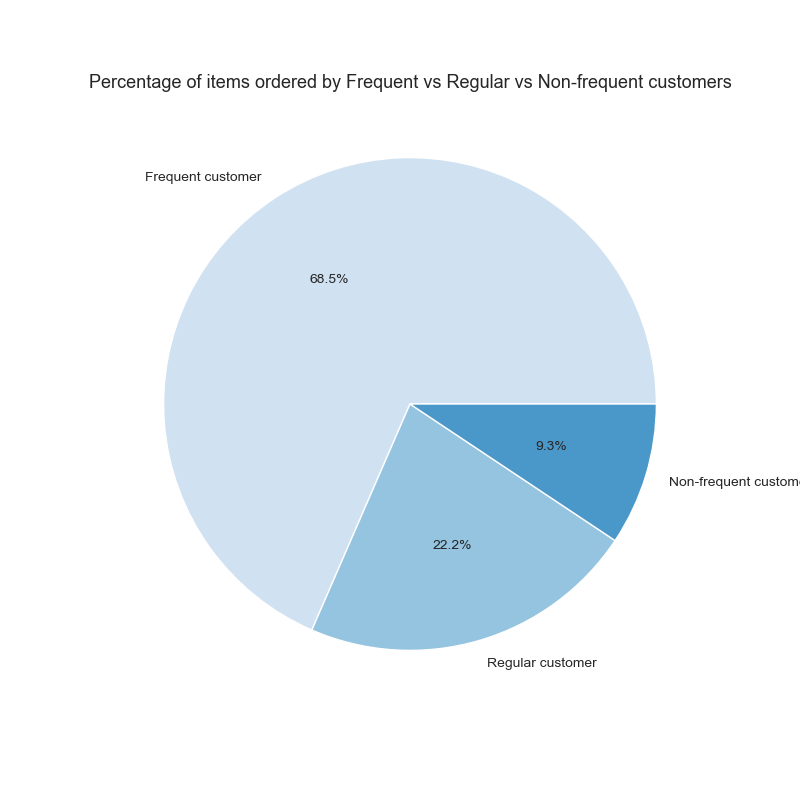 Percentage of items ordered by Frequent vs Regular vs Non-frequent customers
Frequent customer
68.5%
9.3%
Non-frequent
22.2%
Regular customer